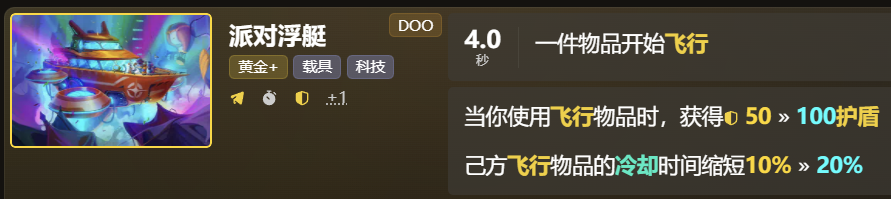 派对浮艇
DOO
黄金+ 载具 科技
+1
4.0
秒
一件物品开始飞行
当你使用飞行物品时，获得 50 » 100护盾
己方飞行物品的冷却时间缩短10% » 20%